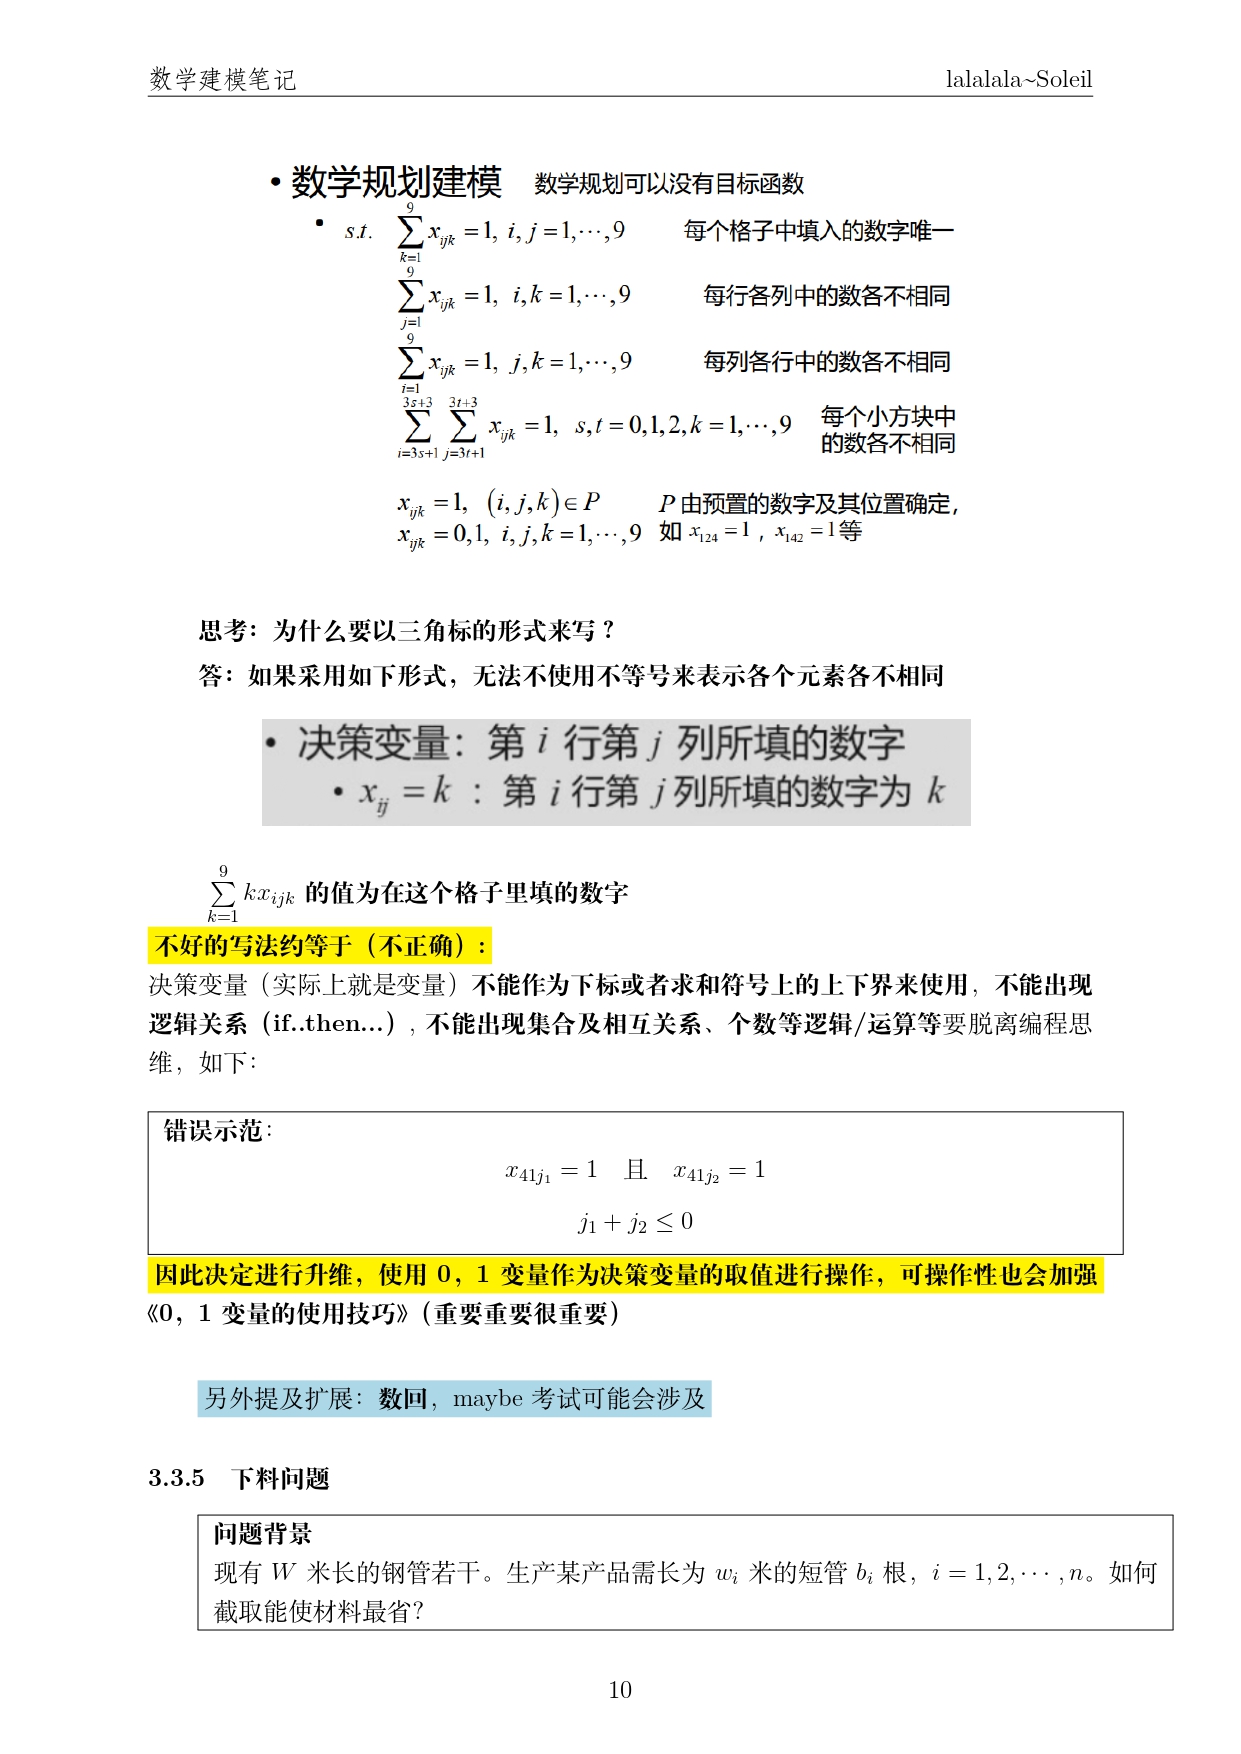 数学建模笔记 lalalala~Soleil
• 数学规划建模 数学规划可以没有目标函数
• s.t. $\sum_{k=1}^{9} x_{ijk} = 1, \ i, j = 1, \cdots, 9$ 每个格子中填入的数字唯一
$\sum_{j=1}^{9} x_{ijk} = 1, \ i, k = 1, \cdots, 9$ 每行各列中的数各不相同
$\sum_{i=1}^{9} x_{ijk} = 1, \ j, k = 1, \cdots, 9$ 每列各行中的数各不相同
$\sum_{i=3s+1}^{3s+3} \sum_{j=3t+1}^{3t+3} x_{ijk} = 1, \ s, t = 0, 1, 2, k = 1, \cdots, 9$ 每个小方块中
的数各不相同
$x_{ijk} = 1, \ (i, j, k) \in P$ P 由预置的数字及其位置确定，
$x_{ijk} = 0, 1, \ i, j, k = 1, \cdots, 9$ 如 $x_{124} = 1$ ，$x_{142} = 1$ 等
思考：为什么要以三角标的形式来写？
答：如果采用如下形式，无法不使用不等号来表示各个元素各不相同
• 决策变量：第 i 行第 j 列所填的数字
• $x_{ij} = k$ ：第 i 行第 j 列所填的数字为 k
$\sum_{k=1}^{9} kx_{ijk}$ 的值为在这个格子里填的数字
不好的写法约等于（不正确）:
决策变量（实际上就是变量）不能作为下标或者求和符号上的上下界来使用，不能出现
逻辑关系（if..then...）, 不能出现集合及相互关系、个数等逻辑/运算等要脱离编程思
维，如下：
错误示范：
$x_{41j_1} = 1$ 且 $x_{41j_2} = 1$
$j_1 + j_2 \leq 0$
因此决定进行升维，使用 0，1 变量作为决策变量的取值进行操作，可操作性也会加强
《0，1 变量的使用技巧》（重要重要很重要）
另外提及扩展：数回，maybe 考试可能会涉及
3.3.5 下料问题
问题背景
现有 W 米长的钢管若干。生产某产品需长为 $w_i$ 米的短管 $b_i$ 根，$i = 1, 2, \cdots, n$。如何
截取能使材料最省？
10